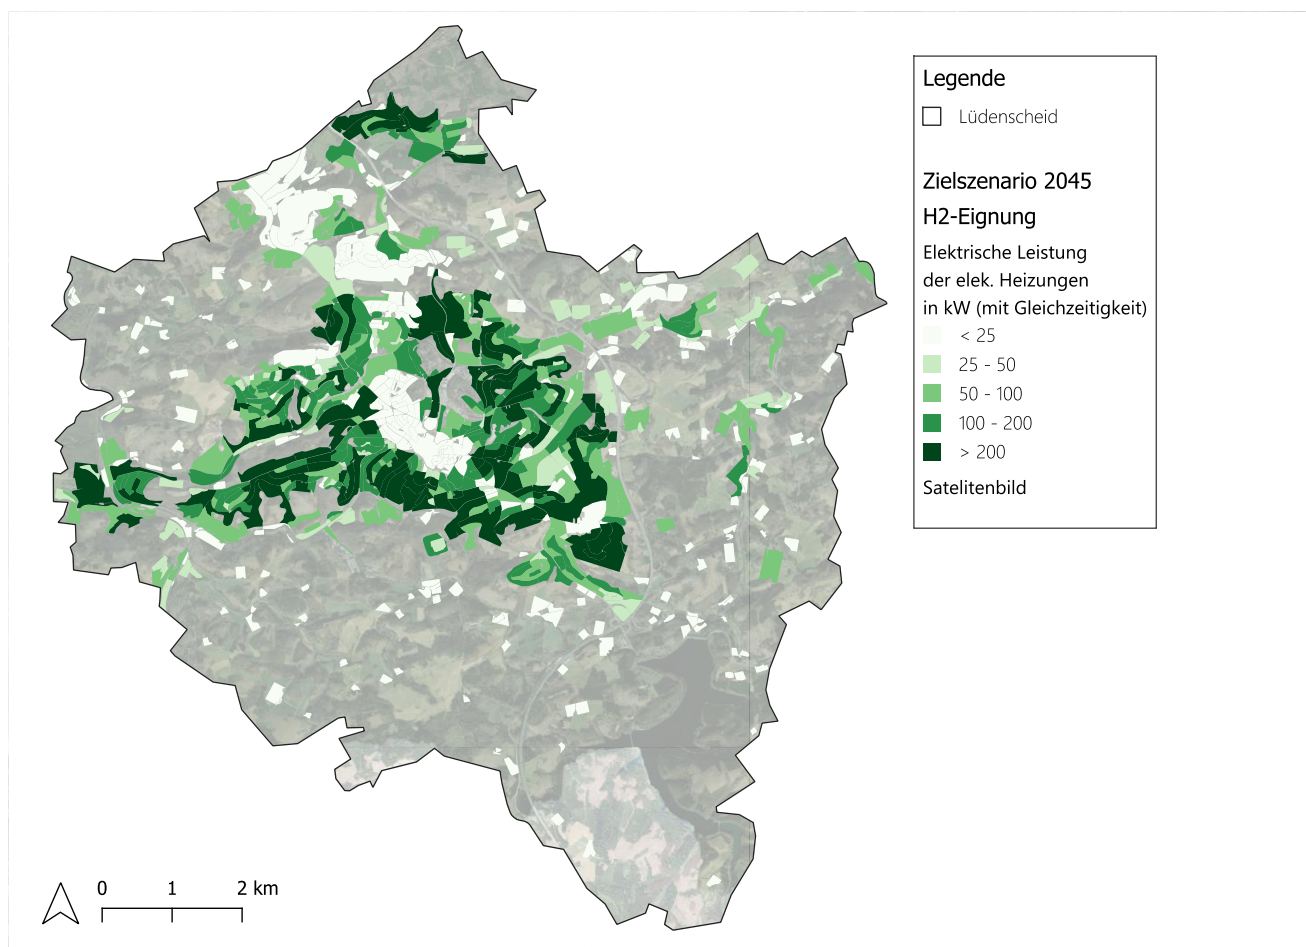 Legende
Lüdenscheid
Zielszenario 2045
H2-Eignung
Elektrische Leistung
der elek. Heizungen
in kW (mit Gleichzeitigkeit)
< 25
25 - 50
50 - 100
100 - 200
> 200
Satelitenbild
0 1 2 km